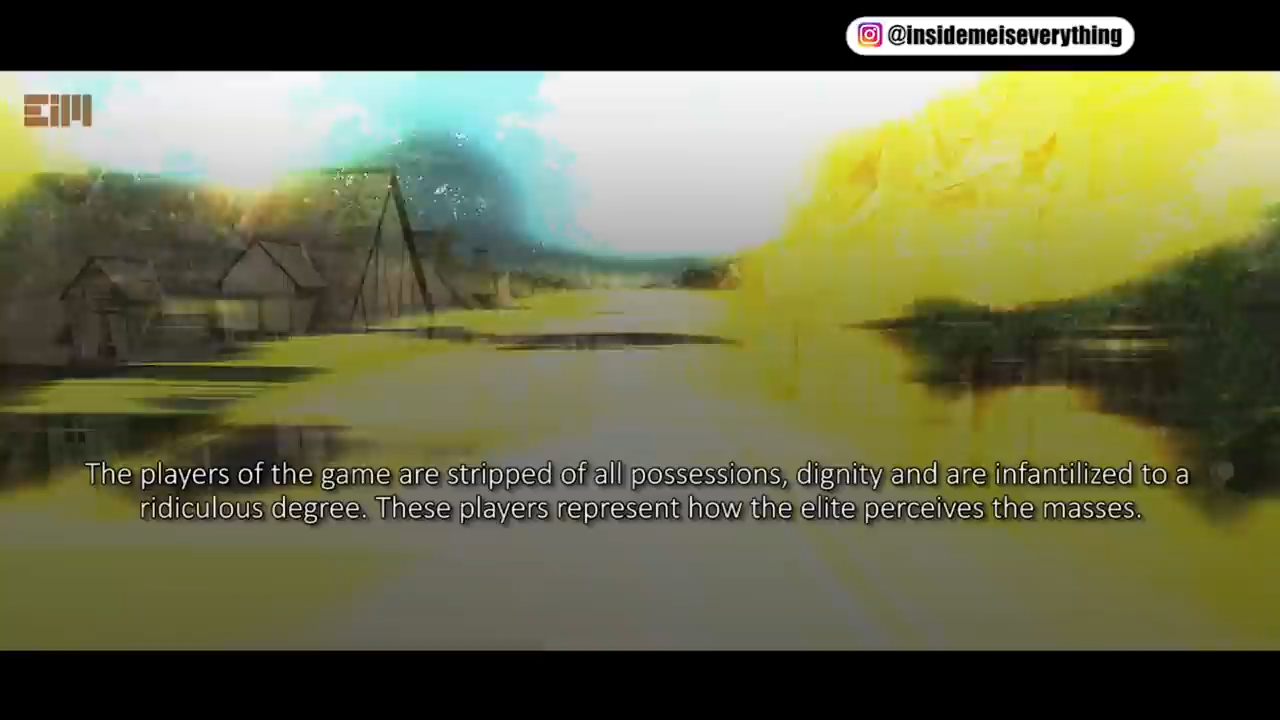 @insidemeiseverything
EiM
The players of the game are stripped of all possessions, dignity and are infantilized to a
ridiculous degree. These players represent how the elite perceives the masses.